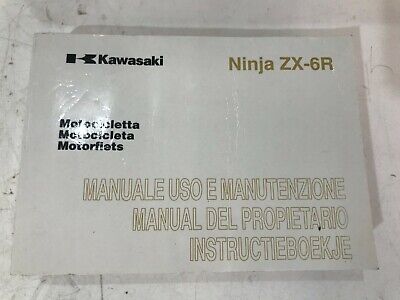 Kawasaki
Ninja ZX-6R
Motocicletta
Motocicleta
Motorfiets
MANUALE USO E MANUTENZIONE
MANUAL DEL PROPIETARIO
INSTRUCTIEBOEKJE